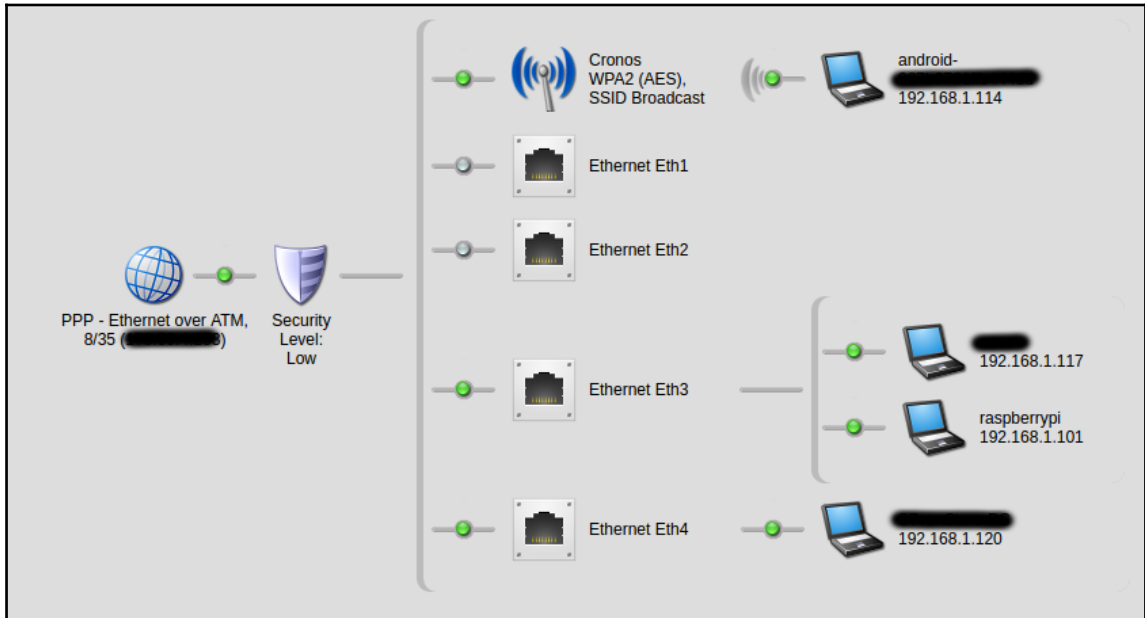 Cronos
WPA2 (AES),
SSID Broadcast
android-
192.168.1.114
Ethernet Eth1
Ethernet Eth2
PPP - Ethernet over ATM,
8/35 (3)
Security
Level:
Low
Ethernet Eth3
192.168.1.117
raspberrypi
192.168.1.101
Ethernet Eth4
192.168.1.120